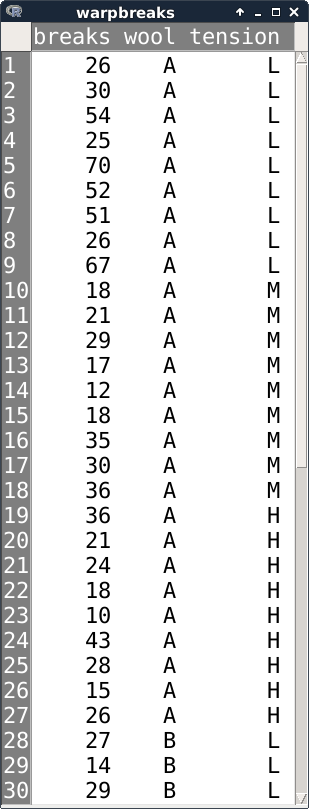 warpbreaks
breaks wool tension
1 26 A L
2 30 A L
3 54 A L
4 25 A L
5 70 A L
6 52 A L
7 51 A L
8 26 A L
9 67 A L
10 18 A M
11 21 A M
12 29 A M
13 17 A M
14 12 A M
15 18 A M
16 35 A M
17 30 A M
18 36 A M
19 36 A H
20 21 A H
21 24 A H
22 18 A H
23 10 A H
24 43 A H
25 28 A H
26 15 A H
27 26 A H
28 27 B L
29 14 B L
30 29 B L